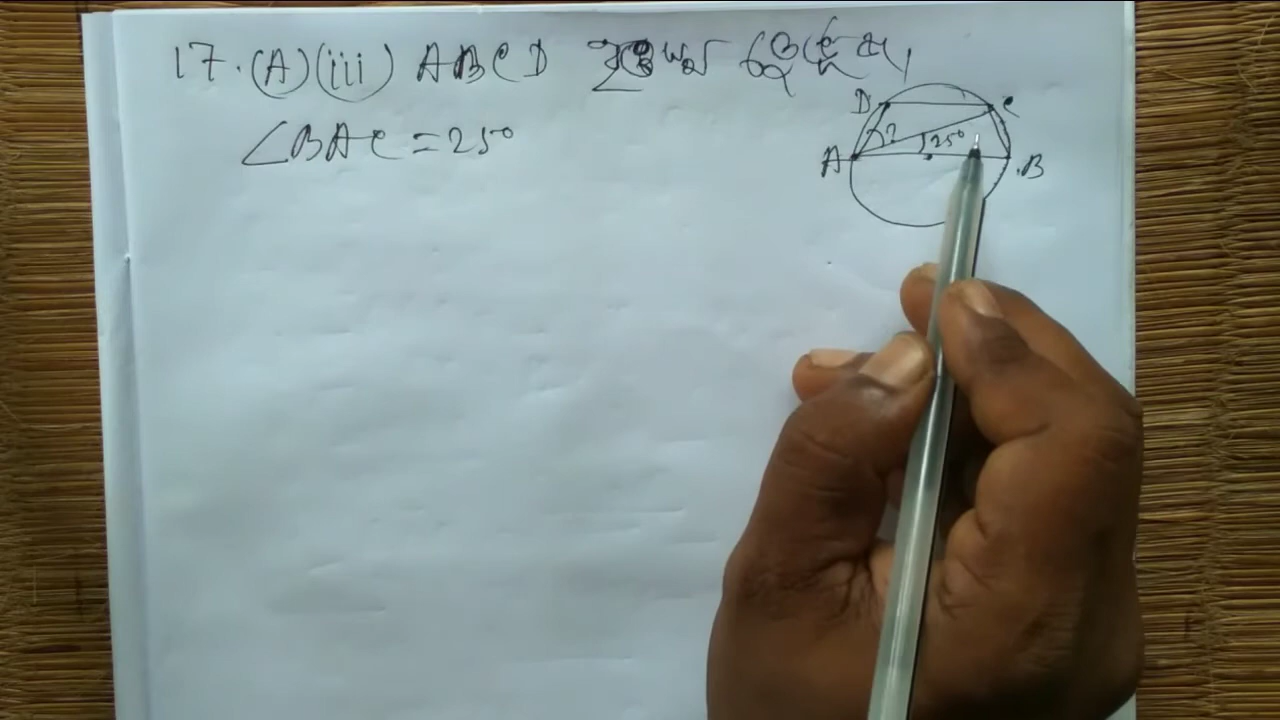 17. (A)(iii) ABCD
∠BAC = 25°
D C
? 25°
A B